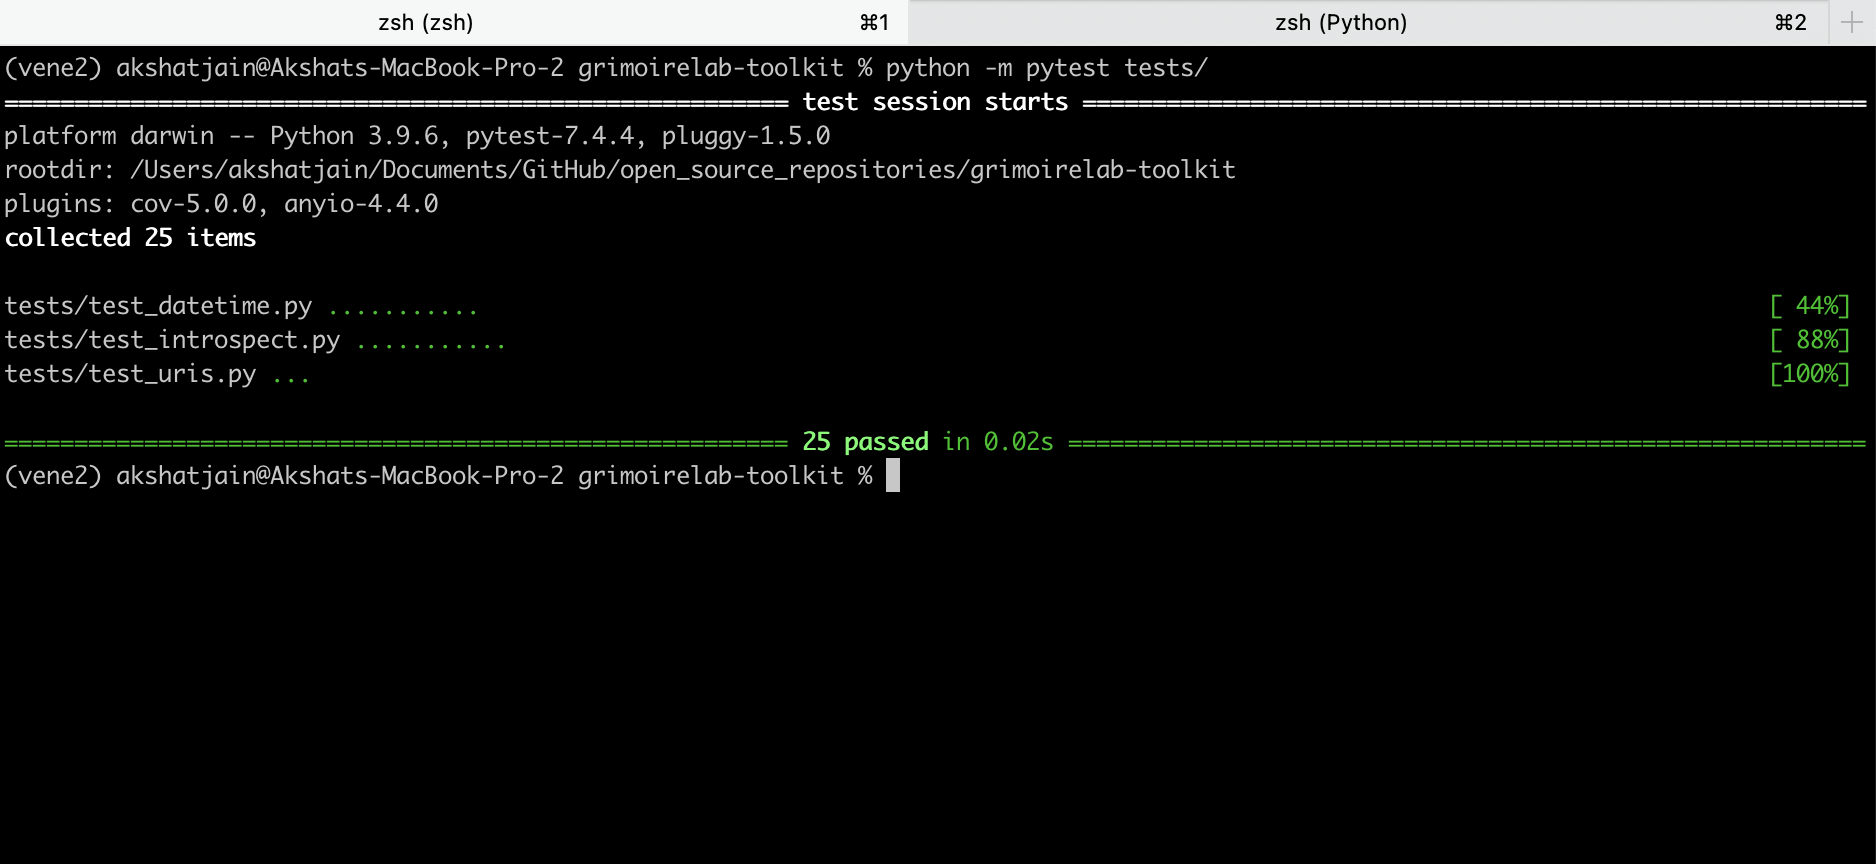 zsh (zsh) ⌘1 zsh (Python) ⌘2 +
(vene2) akshatjain@Akshats-MacBook-Pro-2 grimoirelab-toolkit % python -m pytest tests/
======================================================== test session starts ========================================================
platform darwin -- Python 3.9.6, pytest-7.4.4, pluggy-1.5.0
rootdir: /Users/akshatjain/Documents/GitHub/open_source_repositories/grimoirelab-toolkit
plugins: cov-5.0.0, anyio-4.4.0
collected 25 items
tests/test_datetime.py ........... [ 44%]
tests/test_introspect.py ........... [ 88%]
tests/test_uris.py ... [100%]
======================================================== 25 passed in 0.02s =========================================================
(vene2) akshatjain@Akshats-MacBook-Pro-2 grimoirelab-toolkit %